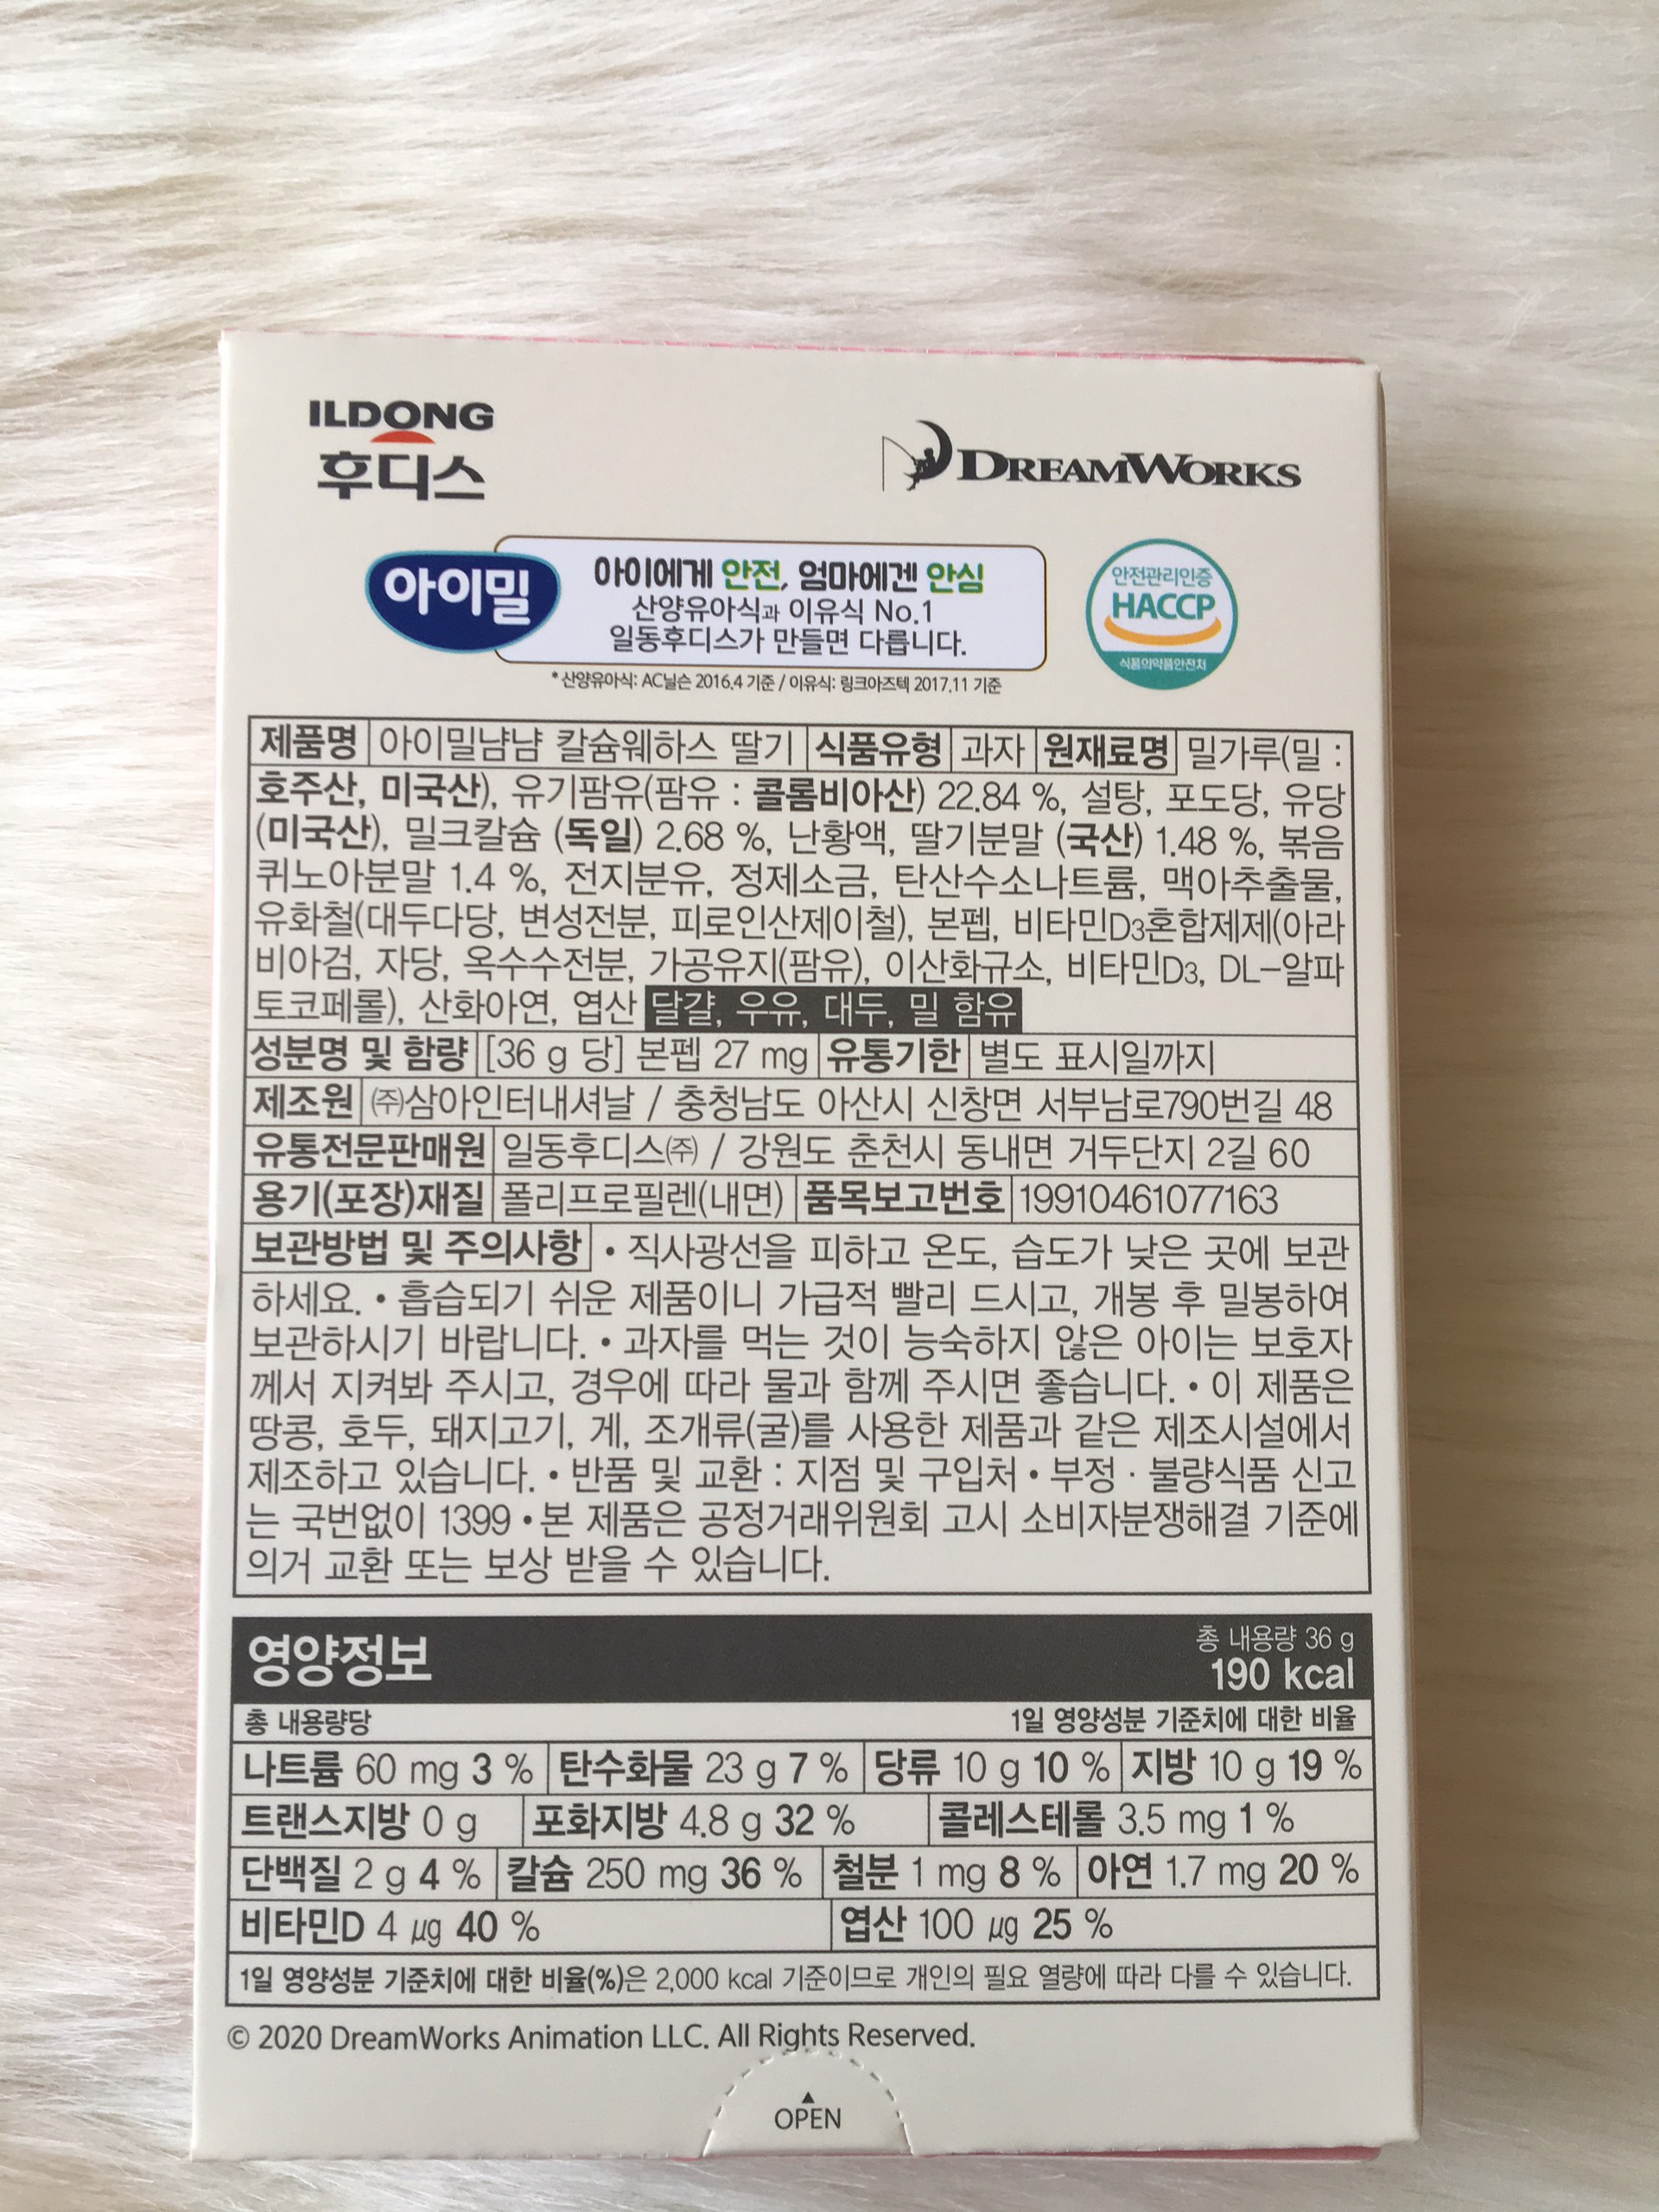 ILDONG
후디스
DREAMWORKS
아이밀
아이에게 안전, 엄마에겐 안심
산양유아식과 이유식 No.1
일동후디스가 만들면 다릅니다.
*산양유아식: AC닐슨 2016.4 기준 / 이유식: 링크아즈텍 2017.11 기준
안전관리인증
HACCP
식품의약품안전처
제품명 아이밀냠냠 칼슘웨하스 딸기 식품유형 과자 원재료명 밀가루(밀 :
호주산, 미국산), 유기팜유(팜유 : 콜롬비아산) 22.84 %, 설탕, 포도당, 유당
(미국산), 밀크칼슘 (독일) 2.68 %, 난황액, 딸기분말 (국산) 1.48 %, 볶음
퀴노아분말 1.4 %, 전지분유, 정제소금, 탄산수소나트륨, 맥아추출물,
유화철(대두다당, 변성전분, 피로인산제이철), 본펩, 비타민D3혼합제제(아라
비아검, 자당, 옥수수전분, 가공유지(팜유), 이산화규소, 비타민D3, DL-알파
토코페롤), 산화아연, 엽산 달걀, 우유, 대두, 밀 함유
성분명 및 함량 [36 g 당] 본펩 27 mg 유통기한 별도 표시일까지
제조원 ㈜삼아인터내셔날 / 충청남도 아산시 신창면 서부남로790번길 48
유통전문판매원 일동후디스㈜ / 강원도 춘천시 동내면 거두단지 2길 60
용기(포장)재질 폴리프로필렌(내면) 품목보고번호 19910461077163
보관방법 및 주의사항 • 직사광선을 피하고 온도, 습도가 낮은 곳에 보관
하세요. • 흡습되기 쉬운 제품이니 가급적 빨리 드시고, 개봉 후 밀봉하여
보관하시기 바랍니다. • 과자를 먹는 것이 능숙하지 않은 아이는 보호자
께서 지켜봐 주시고, 경우에 따라 물과 함께 주시면 좋습니다. • 이 제품은
땅콩, 호두, 돼지고기, 게, 조개류(굴)를 사용한 제품과 같은 제조시설에서
제조하고 있습니다. • 반품 및 교환 : 지점 및 구입처 • 부정 · 불량식품 신고
는 국번없이 1399 • 본 제품은 공정거래위원회 고시 소비자분쟁해결 기준에
의거 교환 또는 보상 받을 수 있습니다.
영양정보
총 내용량 36 g
190 kcal
총 내용량당 1일 영양성분 기준치에 대한 비율
나트륨 60 mg 3 % 탄수화물 23 g 7 % 당류 10 g 10 % 지방 10 g 19 %
트랜스지방 0 g 포화지방 4.8 g 32 % 콜레스테롤 3.5 mg 1 %
단백질 2 g 4 % 칼슘 250 mg 36 % 철분 1 mg 8 % 아연 1.7 mg 20 %
비타민D 4 μg 40 % 엽산 100 μg 25 %
1일 영양성분 기준치에 대한 비율(%)은 2,000 kcal 기준이므로 개인의 필요 열량에 따라 다를 수 있습니다.
© 2020 DreamWorks Animation LLC. All Rights Reserved.
▲
OPEN